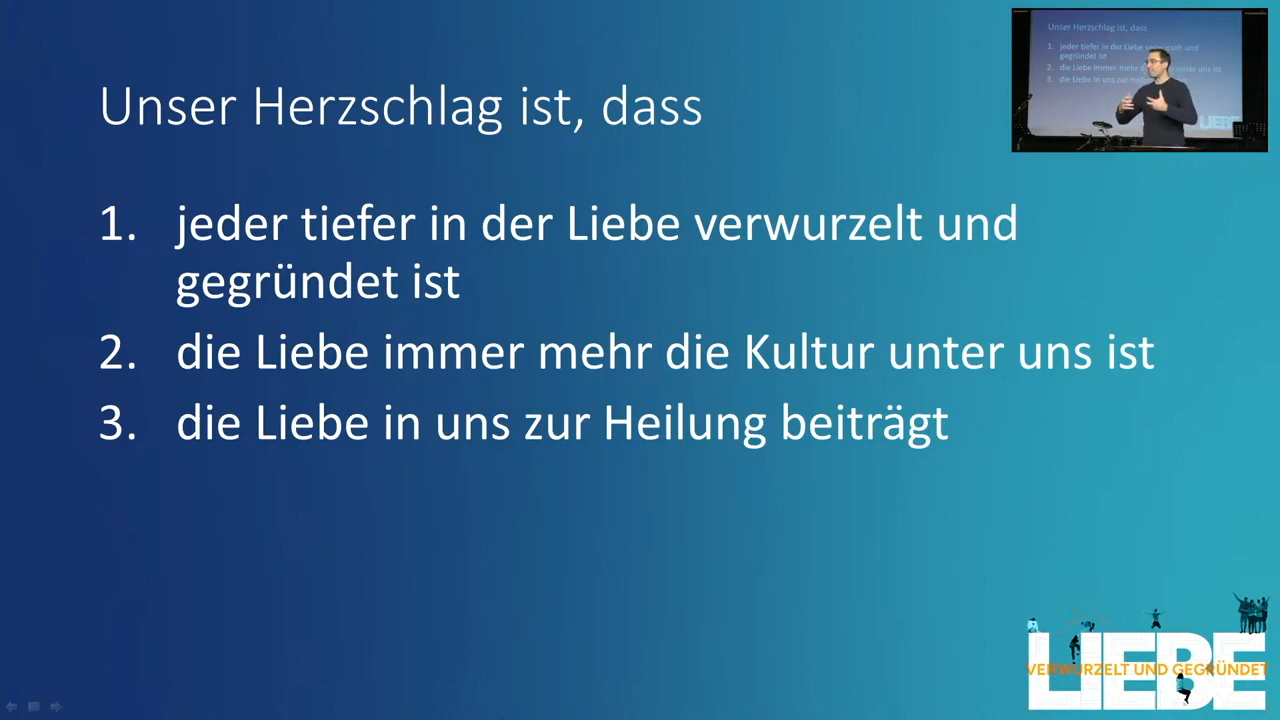 Unser Herzschlag ist, dass
1. jeder tiefer in der Liebe verwurzelt und
gegründet ist
2. die Liebe immer mehr die Kultur unter uns ist
3. die Liebe in uns zur Heilung beiträgt
Unser Herzschlag ist, dass
1. jeder tiefer in der Liebe verwurzelt und
gegründet ist
2. die Liebe immer mehr unter uns ist
3. die Liebe in uns zur
LIEBE
LIEBE
VERWURZELT UND GEGRÜNDET